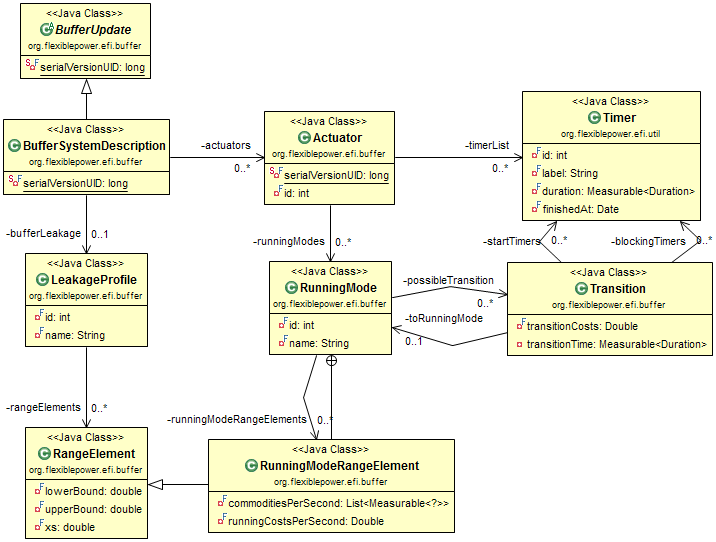 <<Java Class>>
BufferUpdate
org.flexiblepower.efi.buffer
serialVersionUID: long
<<Java Class>>
BufferSystemDescription
org.flexiblepower.efi.buffer
serialVersionUID: long
-actuators
0..*
<<Java Class>>
Actuator
org.flexiblepower.efi.buffer
serialVersionUID: long
id: int
-timerList
0..*
<<Java Class>>
Timer
org.flexiblepower.efi.util
id: int
label: String
duration: Measurable<Duration>
finishedAt: Date
-bufferLeakage
0..1
-runningModes
0..*
-startTimers
0..*
-blockingTimers
0..*
<<Java Class>>
LeakageProfile
org.flexiblepower.efi.buffer
id: int
name: String
<<Java Class>>
RunningMode
org.flexiblepower.efi.buffer
id: int
name: String
-possibleTransition
0..*
-toRunningMode
0..1
<<Java Class>>
Transition
org.flexiblepower.efi.buffer
transitionCosts: Double
transitionTime: Measurable<Duration>
-rangeElements
0..*
-runningModeRangeElements
0..*
<<Java Class>>
RangeElement
org.flexiblepower.efi.buffer
lowerBound: double
upperBound: double
xs: double
<<Java Class>>
RunningModeRangeElement
org.flexiblepower.efi.buffer
commoditiesPerSecond: List<Measurable<?>>
runningCostsPerSecond: Double